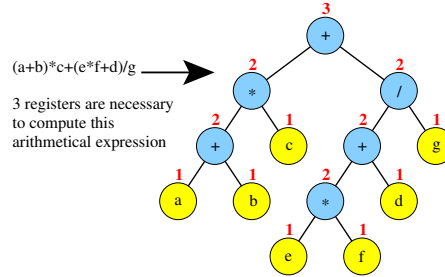 3
+
(a+b)*c+(e*f+d)/g
2
2
*
/
3 registers are necessary
to compute this
arithmetical expression
2
1
2
1
+
c
+
g
1
1
2
1
a
b
*
d
1
1
e
f